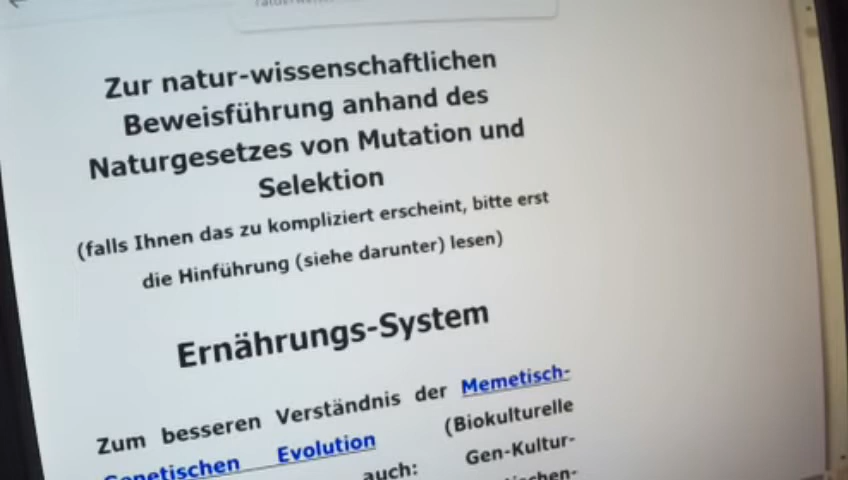 Zur natur-wissenschaftlichen
Beweisführung anhand des
Naturgesetzes von Mutation und
Selektion
(falls Ihnen das zu kompliziert erscheint, bitte erst
die Hinführung (siehe darunter) lesen)
Ernährungs-System
Zum besseren Verständnis der Memetisch-
Genetischen Evolution (Biokulturelle
auch: Gen-Kultur-